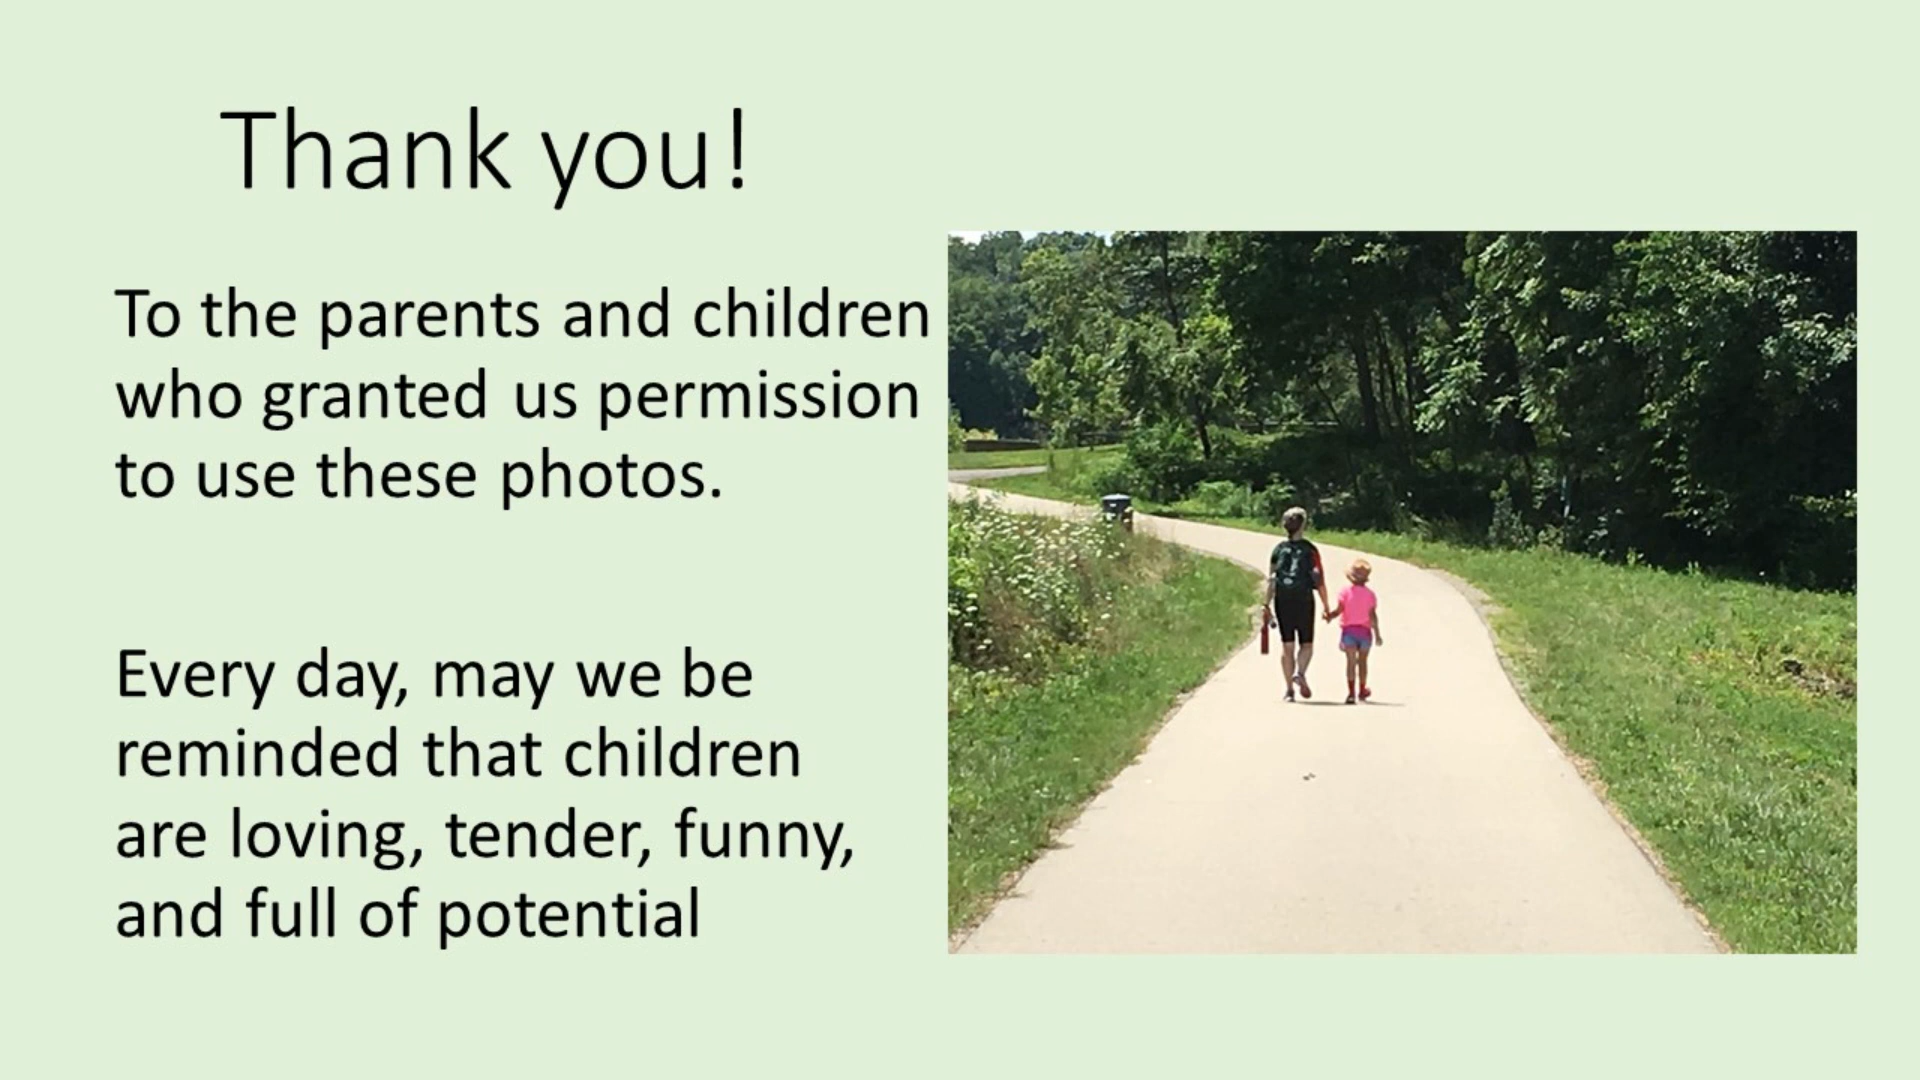 Thank you!
To the parents and children
who granted us permission
to use these photos.
Every day, may we be
reminded that children
are loving, tender, funny,
and full of potential